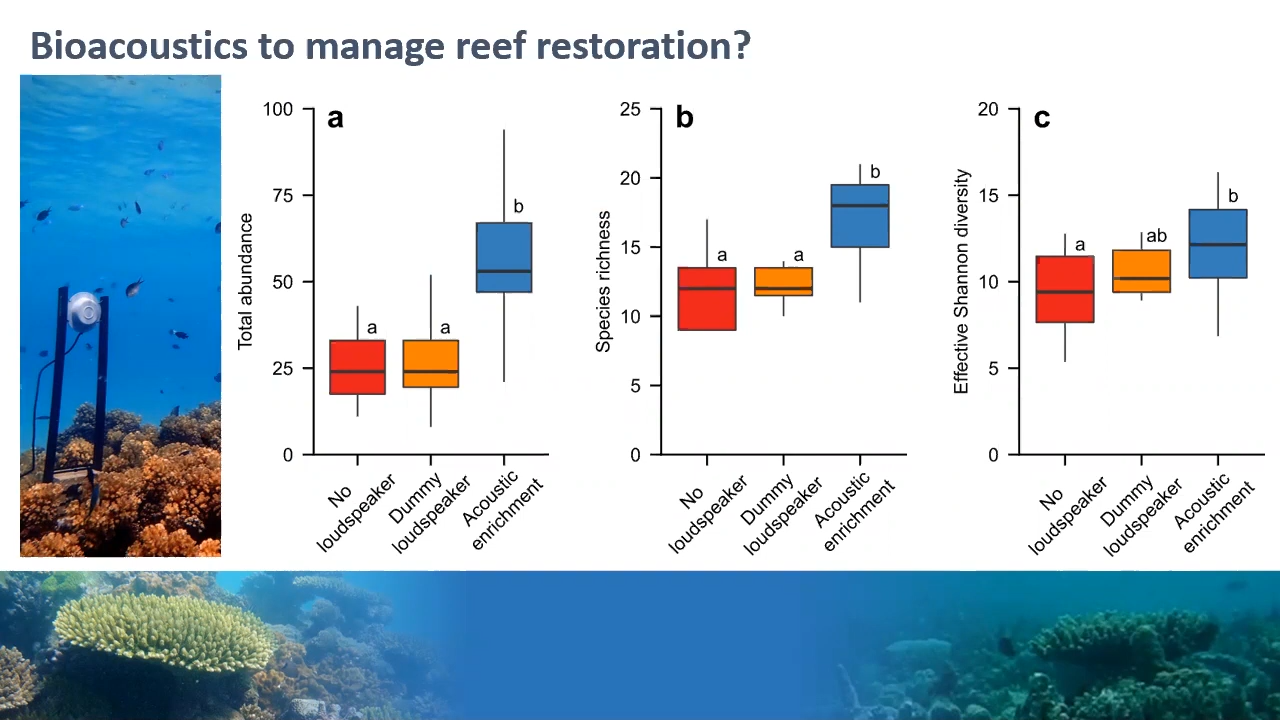 Bioacoustics to manage reef restoration?
a
Total abundance
100
75
50
25
0
a
a
b
No
loudspeaker
Dummy
loudspeaker
Acoustic
enrichment
b
Species richness
25
20
15
10
5
0
a
a
b
No
loudspeaker
Dummy
loudspeaker
Acoustic
enrichment
c
Effective Shannon diversity
20
15
10
5
0
a
ab
b
No
loudspeaker
Dummy
loudspeaker
Acoustic
enrichment